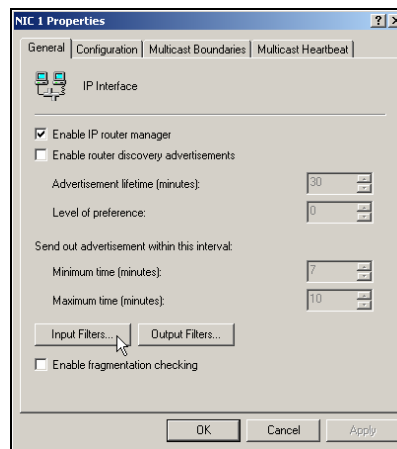 NIC 1 Properties
General Configuration Multicast Boundaries Multicast Heartbeat
IP Interface
Enable IP router manager
Enable router discovery advertisements
Advertisement lifetime (minutes): 30
Level of preference: 0
Send out advertisement within this interval:
Minimum time (minutes): 7
Maximum time (minutes): 10
Input Filters... Output Filters...
Enable fragmentation checking
OK Cancel Apply